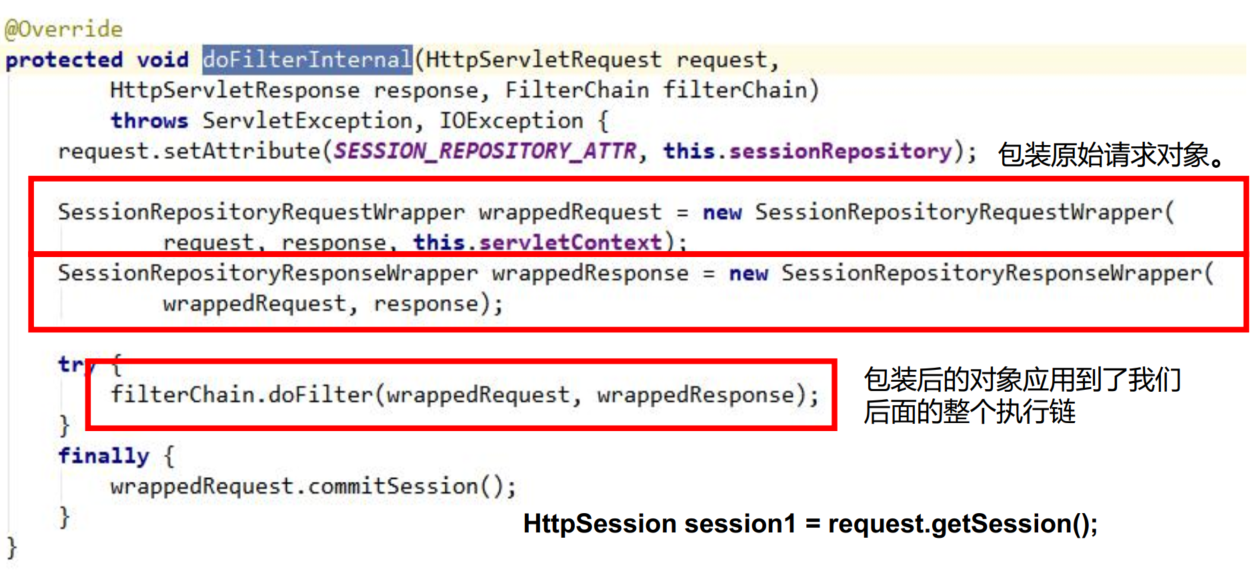 @Override
protected void doFilterInternal(HttpServletRequest request,
HttpServletResponse response, FilterChain filterChain)
throws ServletException, IOException {
request.setAttribute(SESSION_REPOSITORY_ATTR, this.sessionRepository);
包装原始请求对象。
SessionRepositoryRequestWrapper wrappedRequest = new SessionRepositoryRequestWrapper(
request, response, this.servletContext);
SessionRepositoryResponseWrapper wrappedResponse = new SessionRepositoryResponseWrapper(
wrappedRequest, response);
try {
filterChain.doFilter(wrappedRequest, wrappedResponse);
包装后的对象应用到了我们
后面的整个执行链
}
finally {
wrappedRequest.commitSession();
}
HttpSession session1 = request.getSession();
}